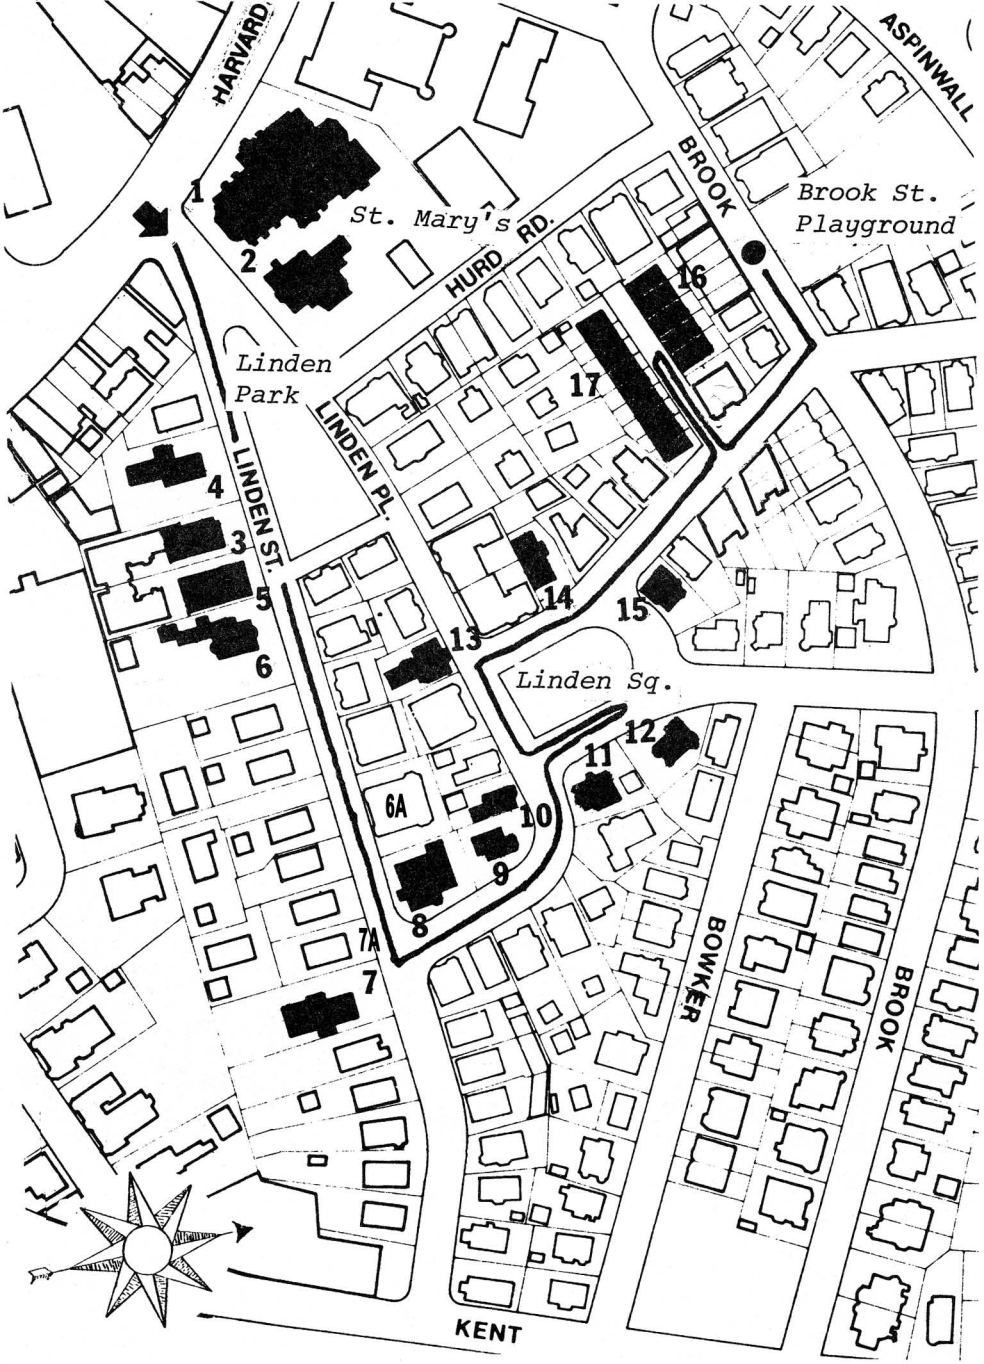 HARVARD
ASPINWALL
BROOK
Brook St.
Playground
1
St. Mary's
2
HURD RD.
16
Linden
Park
17
LINDEN PL.
LINDEN ST.
4
3
5
14
15
13
6
Linden Sq.
12
11
6A
10
9
8
7A
7
BOWKER
BROOK
KENT